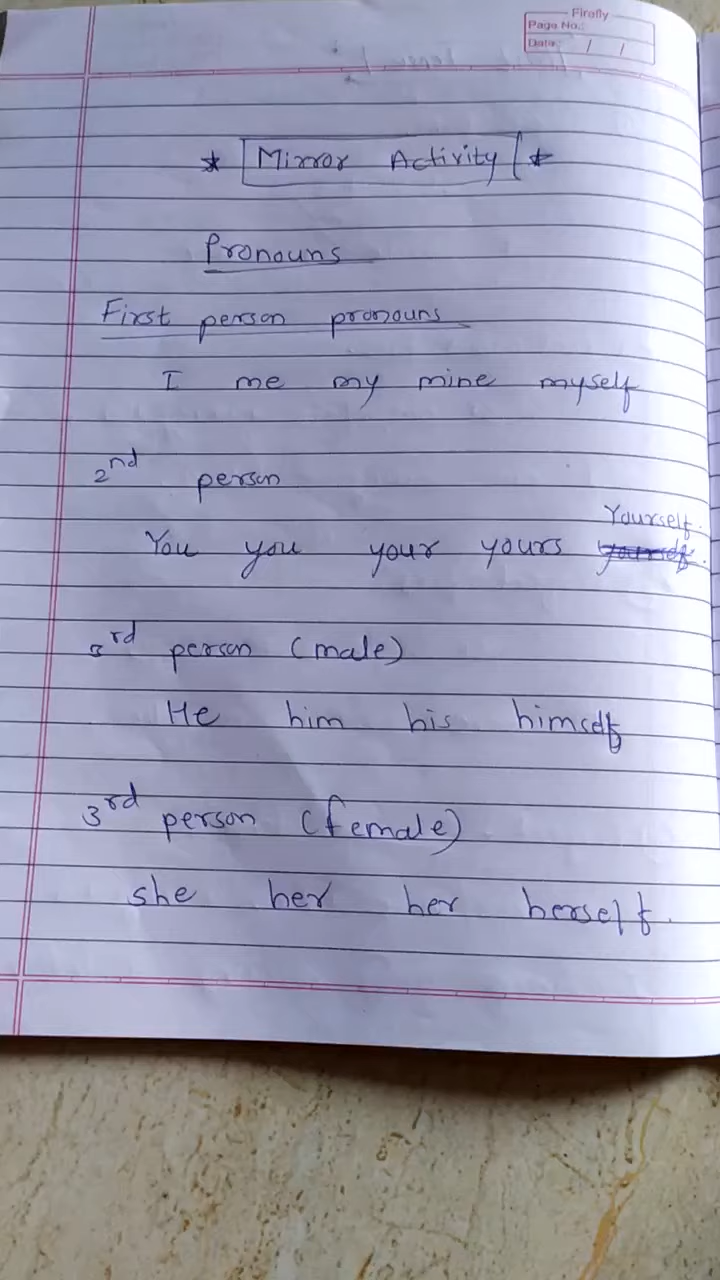 Firefly
Page No.:
Date: / /
* Mirror Activity *
Pronouns
First person pronouns
I me my mine myself
2nd person
Yourself.
You you your yours
3rd person (male)
He him his himself
3rd person (female)
she her her herself.